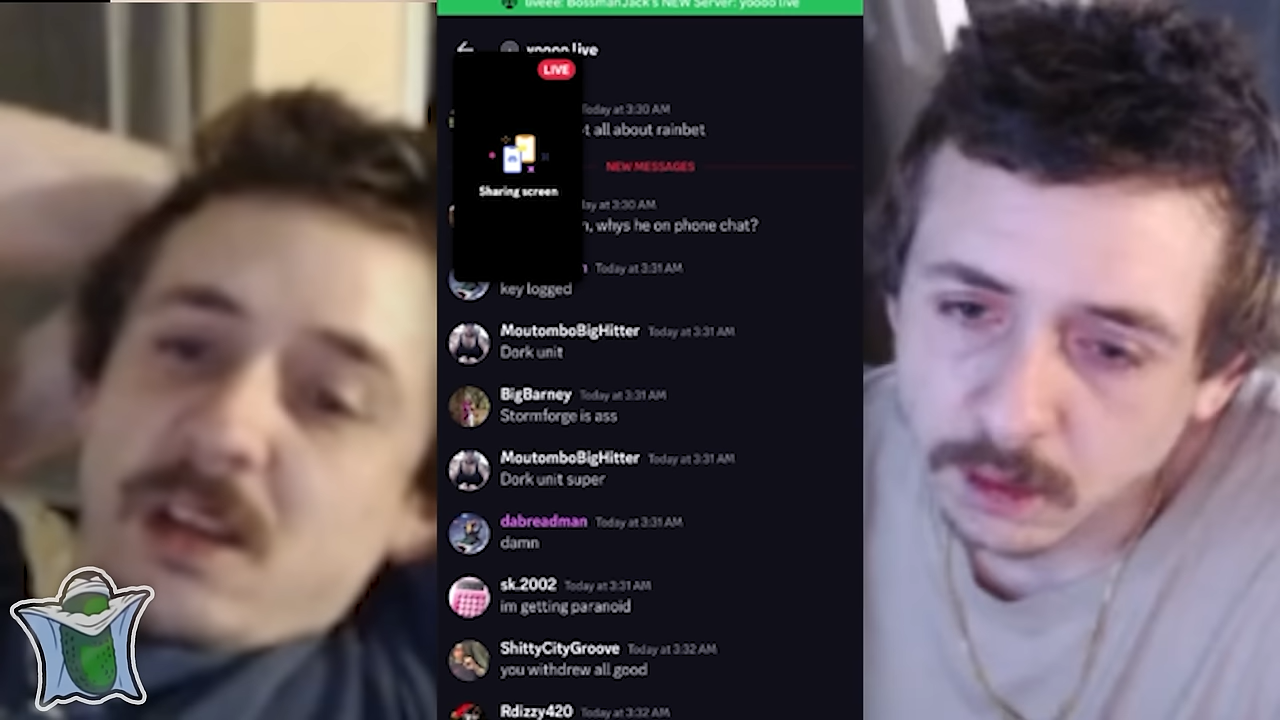 liveee: BossmanJack's NEW Server: yoooo live
yoooo live
LIVE
Today at 3:30 AM
t all about rainbet
NEW MESSAGES
Sharing screen
ay at 3:30 AM
, whys he on phone chat?
Today at 3:31 AM
key logged
MoutomboBigHitter Today at 3:31 AM
Dork unit
BigBarney Today at 3:31 AM
Stormforge is ass
MoutomboBigHitter Today at 3:31 AM
Dork unit super
dabreadman Today at 3:31 AM
damn
sk.2002 Today at 3:31 AM
im getting paranoid
ShittyCityGroove Today at 3:32 AM
you withdrew all.good
Rdizzy420 Today at 3:32 AM